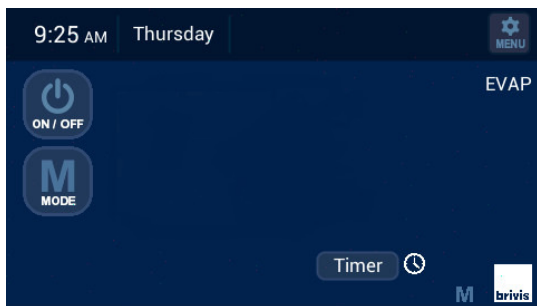 9:25 AM Thursday
MENU
EVAP
ON / OFF
M
MODE
Timer
M
brivis